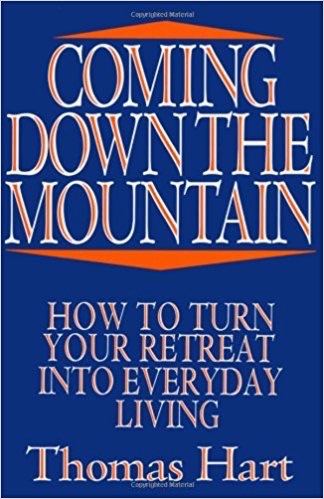 COMING
DOWN THE
MOUNTAIN
HOW TO TURN
YOUR RETREAT
INTO EVERYDAY
LIVING
Thomas Hart